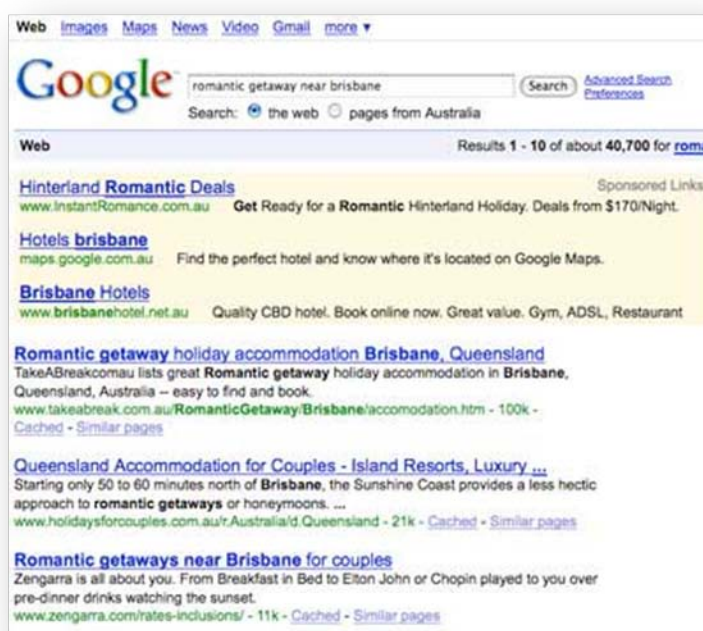 Web Images Maps News Video Gmail more ▼
Google romantic getaway near brisbane Search Advanced Search
Preferences
Search: the web pages from Australia
Web Results 1 - 10 of about 40,700 for roma
Hinterland Romantic Deals Sponsored Links
www.InstantRomance.com.au Get Ready for a Romantic Hinterland Holiday. Deals from $170/Night.
Hotels brisbane
maps.google.com.au Find the perfect hotel and know where it's located on Google Maps.
Brisbane Hotels
www.brisbanehotel.net.au Quality CBD hotel. Book online now. Great value. Gym, ADSL, Restaurant
Romantic getaway holiday accommodation Brisbane, Queensland
TakeABreakcomau lists great Romantic getaway holiday accommodation in Brisbane,
Queensland, Australia -- easy to find and book.
www.takeabreak.com.au/RomanticGetaway/Brisbane/accomodation.htm - 100k -
Cached - Similar pages
Queensland Accommodation for Couples - Island Resorts, Luxury ...
Starting only 50 to 60 minutes north of Brisbane, the Sunshine Coast provides a less hectic
approach to romantic getaways or honeymoons. ...
www.holidaysforcouples.com.au/r.Australia/d.Queensland - 21k - Cached - Similar pages
Romantic getaways near Brisbane for couples
Zengarra is all about you. From Breakfast in Bed to Elton John or Chopin played to you over
pre-dinner drinks watching the sunset.
www.zengarra.com/rates-inclusions/ - 11k - Cached - Similar pages